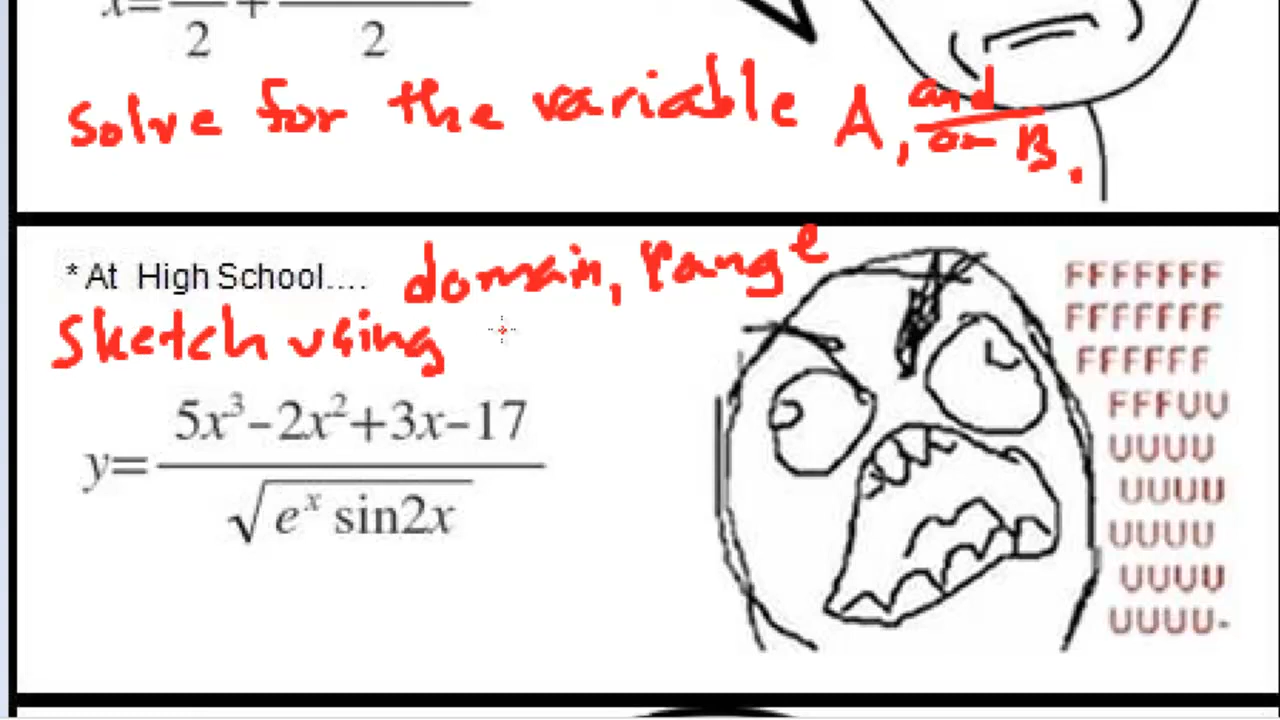 x= 2 + 2
solve for the variable A, and/or B.
* At High School.... domain, range
sketch using
y= 5x³-2x²+3x-17 / √eˣ sin2x
FFFFFFF
FFFFFFF
FFFFFF
FFFUU
UUUU
UUUU
UUUU
UUUU
UUUU-